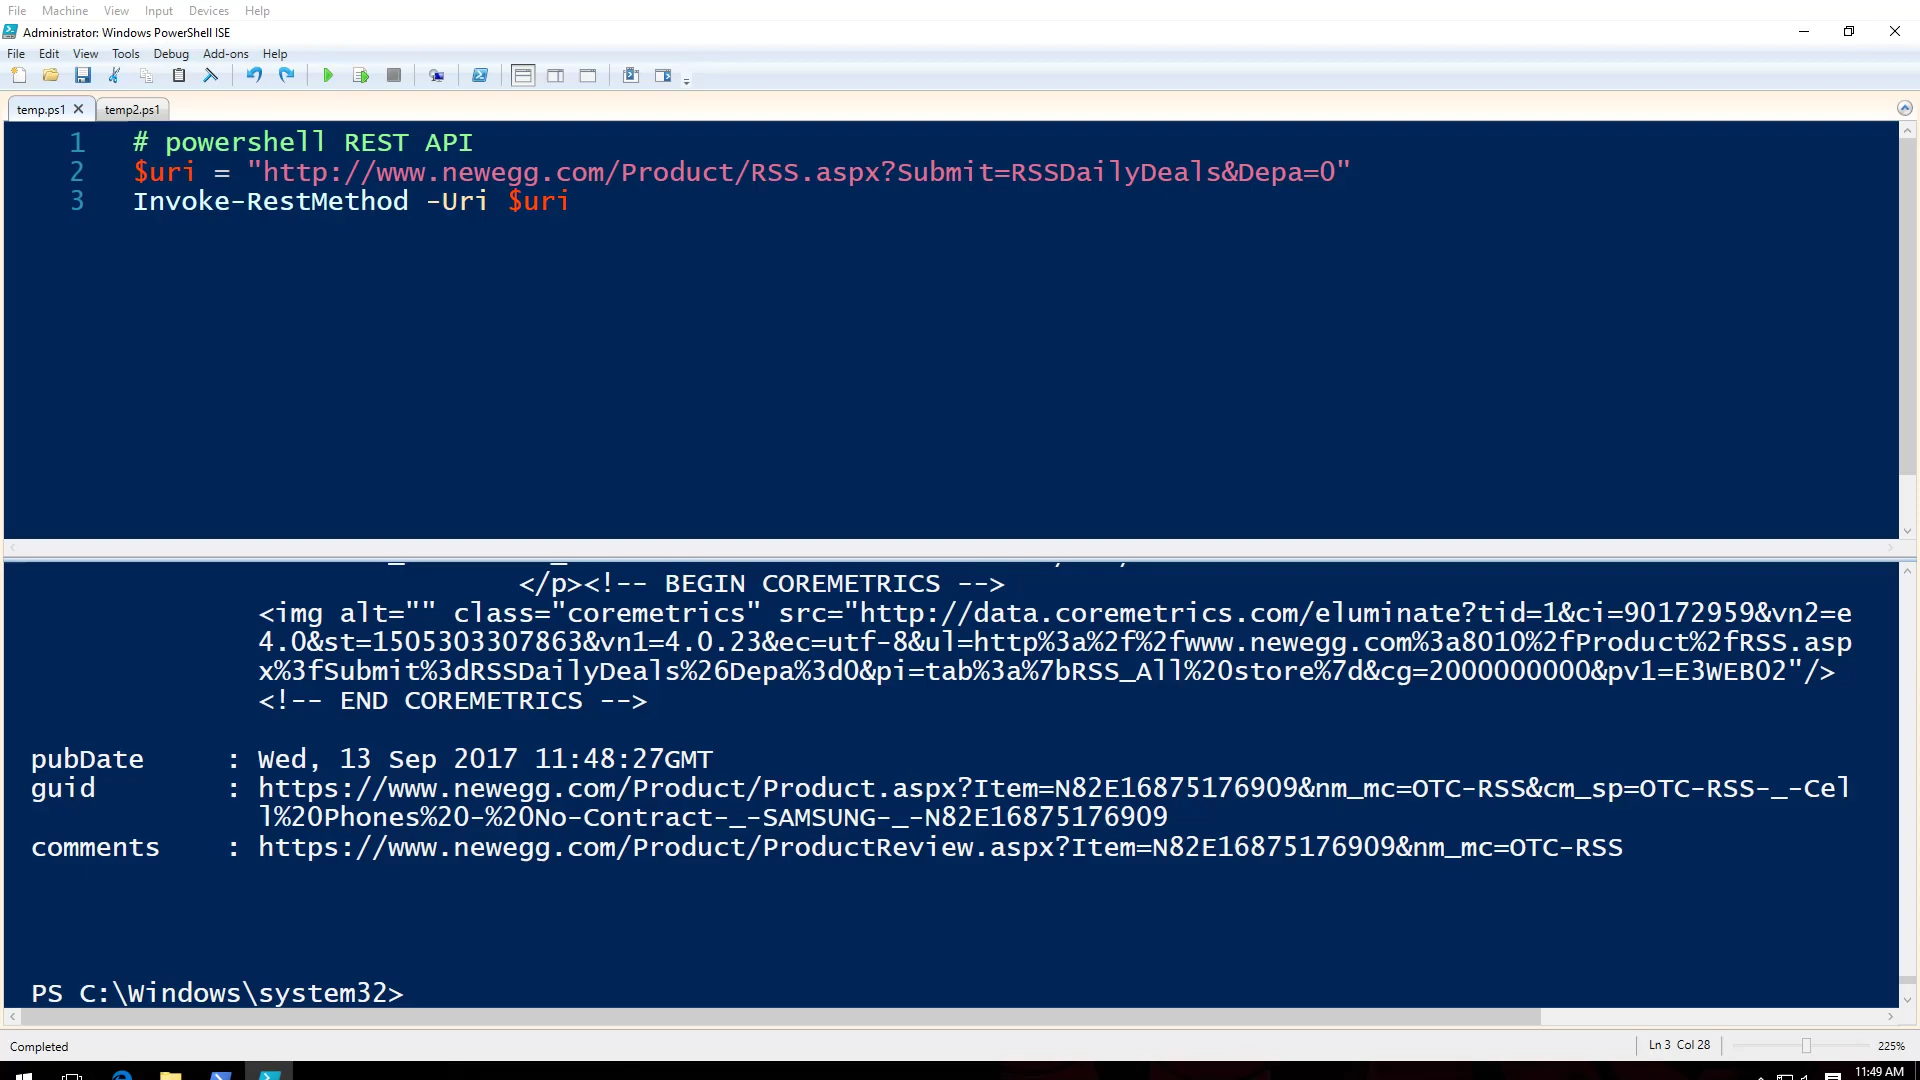 File Machine View Input Devices Help
Administrator: Windows PowerShell ISE
File Edit View Tools Debug Add-ons Help
temp.ps1 temp2.ps1
1 # powershell REST API
2 $uri = "http://www.newegg.com/Product/RSS.aspx?Submit=RSSDailyDeals&Depa=0"
3 Invoke-RestMethod -Uri $uri
</p><!-- BEGIN COREMETRICS -->
<img alt="" class="coremetrics" src="http://data.coremetrics.com/eluminate?tid=1&ci=90172959&vn2=e
4.0&st=1505303307863&vn1=4.0.23&ec=utf-8&ul=http%3a%2f%2fwww.newegg.com%3a8010%2fProduct%2fRSS.asp
x%3fSubmit%3dRSSDailyDeals%26Depa%3d0&pi=tab%3a%7bRSS_All%20store%7d&cg=2000000000&pv1=E3WEB02"/>
<!-- END COREMETRICS -->
pubDate : Wed, 13 Sep 2017 11:48:27GMT
guid : https://www.newegg.com/Product/Product.aspx?Item=N82E16875176909&nm_mc=OTC-RSS&cm_sp=OTC-RSS-_-Cel
l%20Phones%20-%20No-Contract-_-SAMSUNG-_-N82E16875176909
comments : https://www.newegg.com/Product/ProductReview.aspx?Item=N82E16875176909&nm_mc=OTC-RSS
PS C:\Windows\system32>
Completed Ln 3 Col 28 225%
11:49 AM